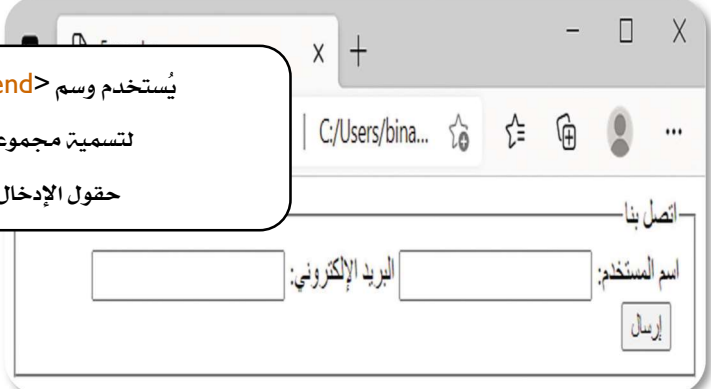 يُستخدم وسم <end
لتسمية مجموع
حقول الإدخال
C:/Users/bina...
اتصل بنا
اسم المستخدم: البريد الإلكتروني:
إرسال